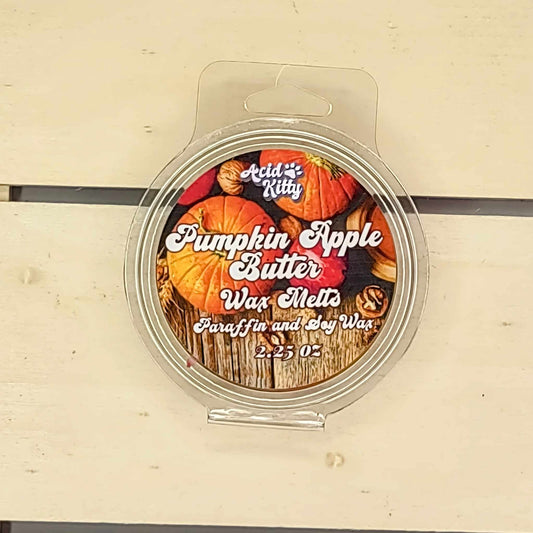 Acid
Kitty
Pumpkin Apple
Butter
Wax Melts
Paraffin and Soy Wax
2.25 oz